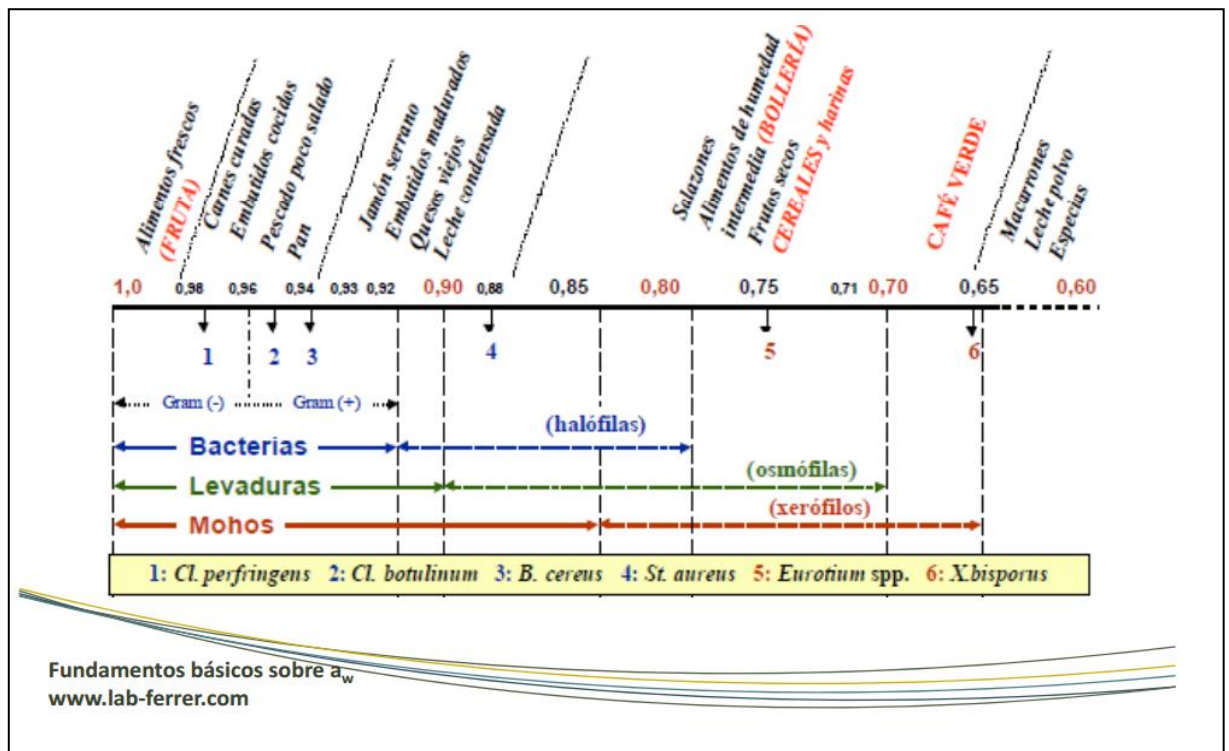 Alimentos frescos
(FRUTA)
Carnes curadas
Embutidos cocidos
Pescado poco salado
Pan
Jamón serrano
Embutidos madurados
Quesos viejos
Leche condensada
Salazones
Alimentos de humedad
intermedia (BOLLERÍA)
Frutos secos
CEREALES y harinas
CAFÉ VERDE
Macarrones
Leche polvo
Especias
1,0 0,98 0,96 0,94 0,93 0,92 0,90 0,88 0,85 0,80 0,75 0,71 0,70 0,65 0,60
1 2 3 4 5 6
Gram (-) Gram (+)
Bacterias (halófilas)
Levaduras (osmófilas)
Mohos (xerófilos)
1: Cl. perfringens 2: Cl. botulinum 3: B. cereus 4: St. aureus 5: Eurotium spp. 6: X.bisporus
Fundamentos básicos sobre aw
www.lab-ferrer.com